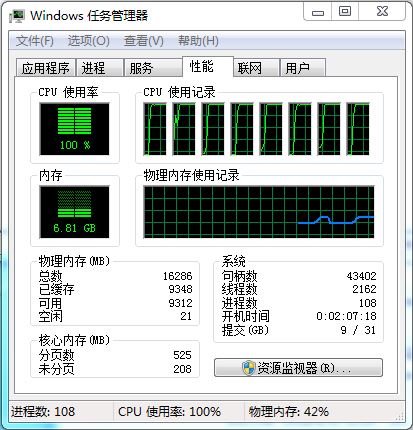 Windows 任务管理器
文件(F) 选项(O) 查看(V) 帮助(H)
应用程序 进程 服务 性能 联网 用户
CPU 使用率 CPU 使用记录
100 %
内存 物理内存使用记录
6.81 GB
物理内存(MB) 系统
总数 16286 句柄数 43402
已缓存 9348 线程数 2162
可用 9312 进程数 108
空闲 21 开机时间 0:02:07:18
提交(GB) 9 / 31
核心内存(MB)
分页数 525
未分页 208
资源监视器(R)...
进程数: 108 CPU 使用率: 100% 物理内存: 42%